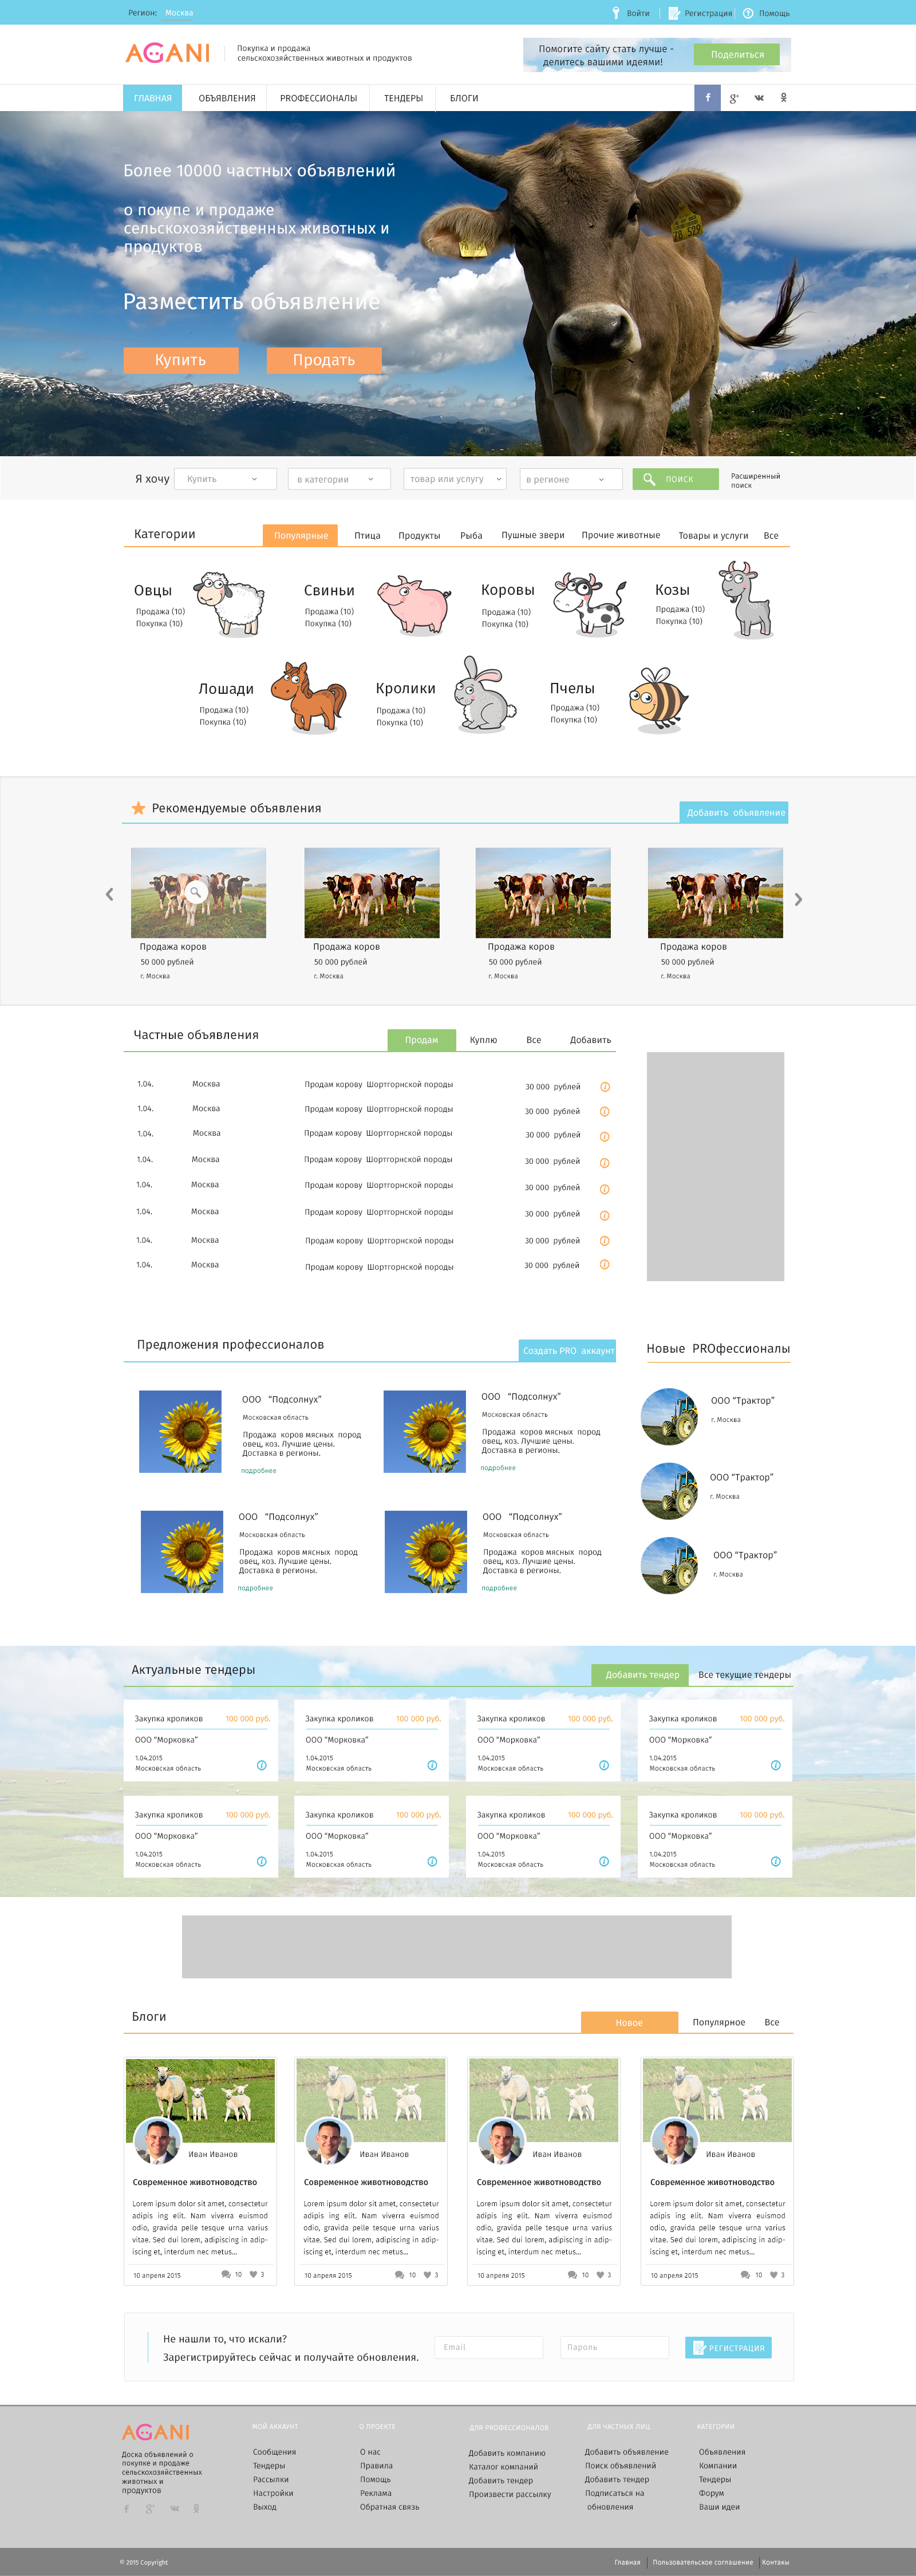 Регион: Москва
Войти
Регистрация
Помощь
AGANI
Покупка и продажа
сельскохозяйственных животных и продуктов
Помогите сайту стать лучше -
делитесь вашими идеями!
Поделиться
ГЛАВНАЯ
ОБЪЯВЛЕНИЯ
PROФЕССИОНАЛЫ
ТЕНДЕРЫ
БЛОГИ
Более 10000 частных объявлений
о покупе и продаже
сельскохозяйственных животных и
продуктов
Разместить объявление
Купить
Продать
Я хочу
Купить
в категории
товар или услугу
в регионе
ПОИСК
Расширенный
поиск
Категории
Популярные
Птица
Продукты
Рыба
Пушные звери
Прочие животные
Товары и услуги
Все
Овцы
Продажа (10)
Покупка (10)
Свиньи
Продажа (10)
Покупка (10)
Коровы
Продажа (10)
Покупка (10)
Козы
Продажа (10)
Покупка (10)
Лошади
Продажа (10)
Покупка (10)
Кролики
Продажа (10)
Покупка (10)
Пчелы
Продажа (10)
Покупка (10)
Рекомендуемые объявления
Добавить объявление
Продажа коров
50 000 рублей
г. Москва
Продажа коров
50 000 рублей
г. Москва
Продажа коров
50 000 рублей
г. Москва
Продажа коров
50 000 рублей
г. Москва
Частные объявления
Продам
Куплю
Все
Добавить
1.04. Москва Продам корову Шортгорнской породы 30 000 рублей
1.04. Москва Продам корову Шортгорнской породы 30 000 рублей
1.04. Москва Продам корову Шортгорнской породы 30 000 рублей
1.04. Москва Продам корову Шортгорнской породы 30 000 рублей
1.04. Москва Продам корову Шортгорнской породы 30 000 рублей
1.04. Москва Продам корову Шортгорнской породы 30 000 рублей
1.04. Москва Продам корову Шортгорнской породы 30 000 рублей
1.04. Москва Продам корову Шортгорнской породы 30 000 рублей
Предложения профессионалов
Создать PRO аккаунт
ООО “Подсолнух”
Московская область
Продажа коров мясных пород
овец, коз. Лучшие цены.
Доставка в регионы.
подробнее
ООО “Подсолнух”
Московская область
Продажа коров мясных пород
овец, коз. Лучшие цены.
Доставка в регионы.
подробнее
ООО “Подсолнух”
Московская область
Продажа коров мясных пород
овец, коз. Лучшие цены.
Доставка в регионы.
подробнее
ООО “Подсолнух”
Московская область
Продажа коров мясных пород
овец, коз. Лучшие цены.
Доставка в регионы.
подробнее
Новые PROфессионалы
ООО “Трактор”
г. Москва
ООО “Трактор”
г. Москва
ООО “Трактор”
г. Москва
Актуальные тендеры
Добавить тендер
Все текущие тендеры
Закупка кроликов 100 000 руб.
ООО “Морковка”
1.04.2015
Московская область
Закупка кроликов 100 000 руб.
ООО “Морковка”
1.04.2015
Московская область
Закупка кроликов 100 000 руб.
ООО “Морковка”
1.04.2015
Московская область
Закупка кроликов 100 000 руб.
ООО “Морковка”
1.04.2015
Московская область
Закупка кроликов 100 000 руб.
ООО “Морковка”
1.04.2015
Московская область
Закупка кроликов 100 000 руб.
ООО “Морковка”
1.04.2015
Московская область
Закупка кроликов 100 000 руб.
ООО “Морковка”
1.04.2015
Московская область
Закупка кроликов 100 000 руб.
ООО “Морковка”
1.04.2015
Московская область
Блоги
Новое
Популярное
Все
Иван Иванов
Современное животноводство
Lorem ipsum dolor sit amet, consectetur
adipis ing elit. Nam viverra euismod
odio, gravida pelle tesque urna varius
vitae. Sed dui lorem, adipiscing in adip-
iscing et, interdum nec metus...
10 апреля 2015 10 3
Иван Иванов
Современное животноводство
Lorem ipsum dolor sit amet, consectetur
adipis ing elit. Nam viverra euismod
odio, gravida pelle tesque urna varius
vitae. Sed dui lorem, adipiscing in adip-
iscing et, interdum nec metus...
10 апреля 2015 10 3
Иван Иванов
Современное животноводство
Lorem ipsum dolor sit amet, consectetur
adipis ing elit. Nam viverra euismod
odio, gravida pelle tesque urna varius
vitae. Sed dui lorem, adipiscing in adip-
iscing et, interdum nec metus...
10 апреля 2015 10 3
Иван Иванов
Современное животноводство
Lorem ipsum dolor sit amet, consectetur
adipis ing elit. Nam viverra euismod
odio, gravida pelle tesque urna varius
vitae. Sed dui lorem, adipiscing in adip-
iscing et, interdum nec metus...
10 апреля 2015 10 3
Не нашли то, что искали?
Зарегистрируйтесь сейчас и получайте обновления.
Email
Пароль
РЕГИСТРАЦИЯ
AGANI
Доска объявлений о
покупке и продаже
сельскохозяйственных
животных и
продуктов
МОЙ АККАУНТ
Сообщения
Тендеры
Рассылки
Настройки
Выход
О ПРОЕКТЕ
О нас
Правила
Помощь
Реклама
Обратная связь
ДЛЯ PROФЕССИОНАЛОВ
Добавить компанию
Каталог компаний
Добавить тендер
Произвести рассылку
ДЛЯ ЧАСТНЫХ ЛИЦ
Добавить объявление
Поиск объявлений
Добавить тендер
Подписаться на
обновления
КАТЕГОРИИ
Объявления
Компании
Тендеры
Форум
Ваши идеи
© 2015 Copyright
Главная
Пользовательское соглашение
Контакы